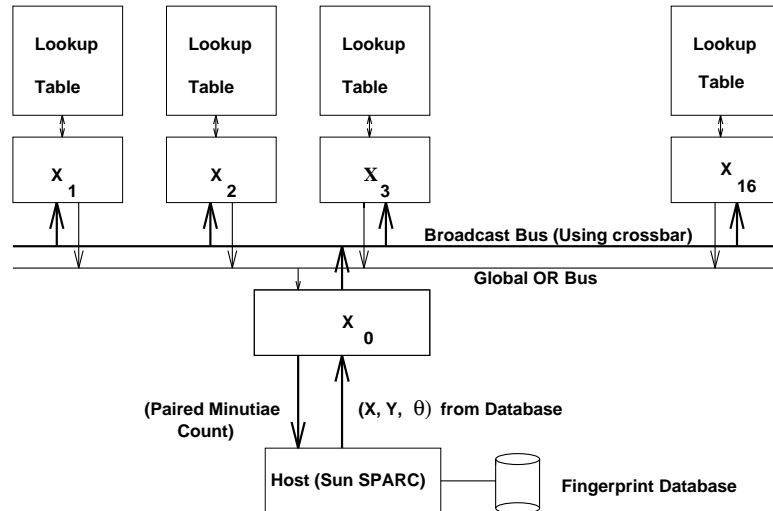 Lookup
Table
Lookup
Table
Lookup
Table
Lookup
Table
X 1
X 2
X 3
X 16
Broadcast Bus (Using crossbar)
Global OR Bus
X 0
(Paired Minutiae
Count)
(X, Y, θ) from Database
Host (Sun SPARC)
Fingerprint Database